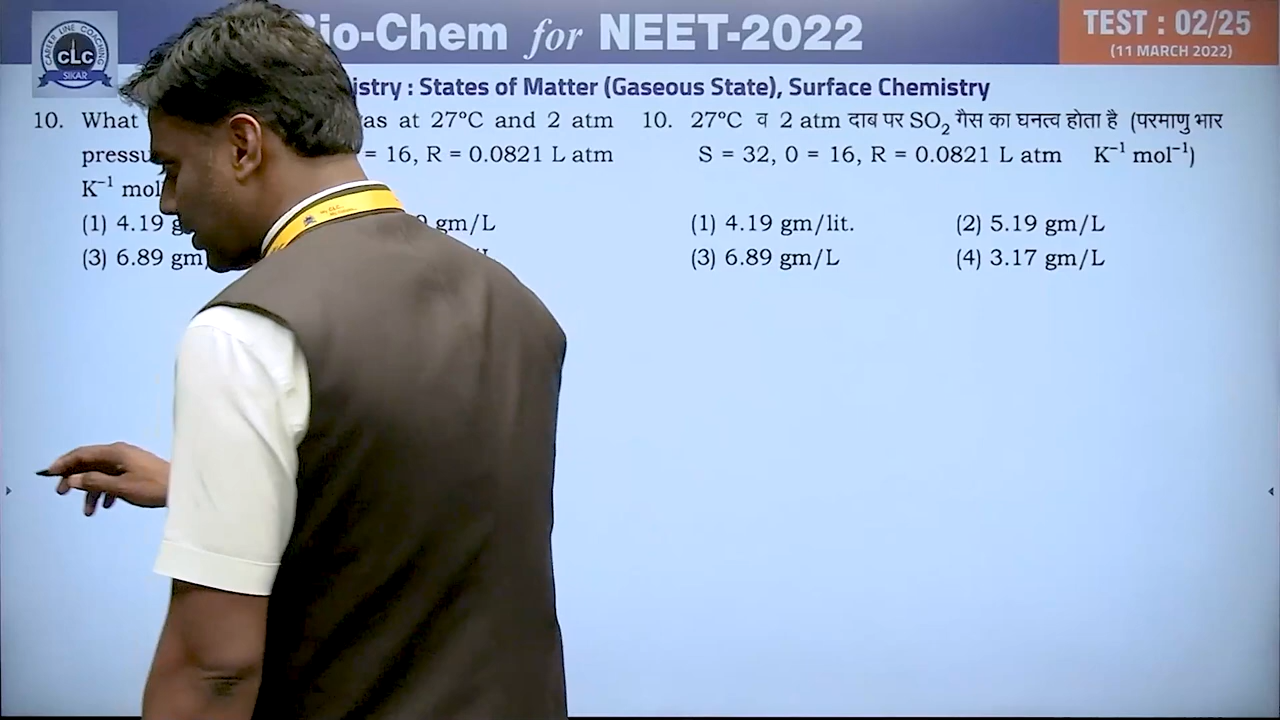 CAREER LINE COACHING
CLC
SIKAR
Bio-Chem for NEET-2022
TEST : 02/25
(11 MARCH 2022)
: States of Matter (Gaseous State), Surface Chemistry
10. What at 27°C and 2 atm
= 16, R = 0.0821 L atm
K⁻¹ mol
(1) 4.19 gm/L
(3) 6.89 gm
10. 27°C व 2 atm दाब पर SO₂ गैस का घनत्व होता है (परमाणु भार
S = 32, 0 = 16, R = 0.0821 L atm K⁻¹ mol⁻¹)
(1) 4.19 gm/lit. (2) 5.19 gm/L
(3) 6.89 gm/L (4) 3.17 gm/L